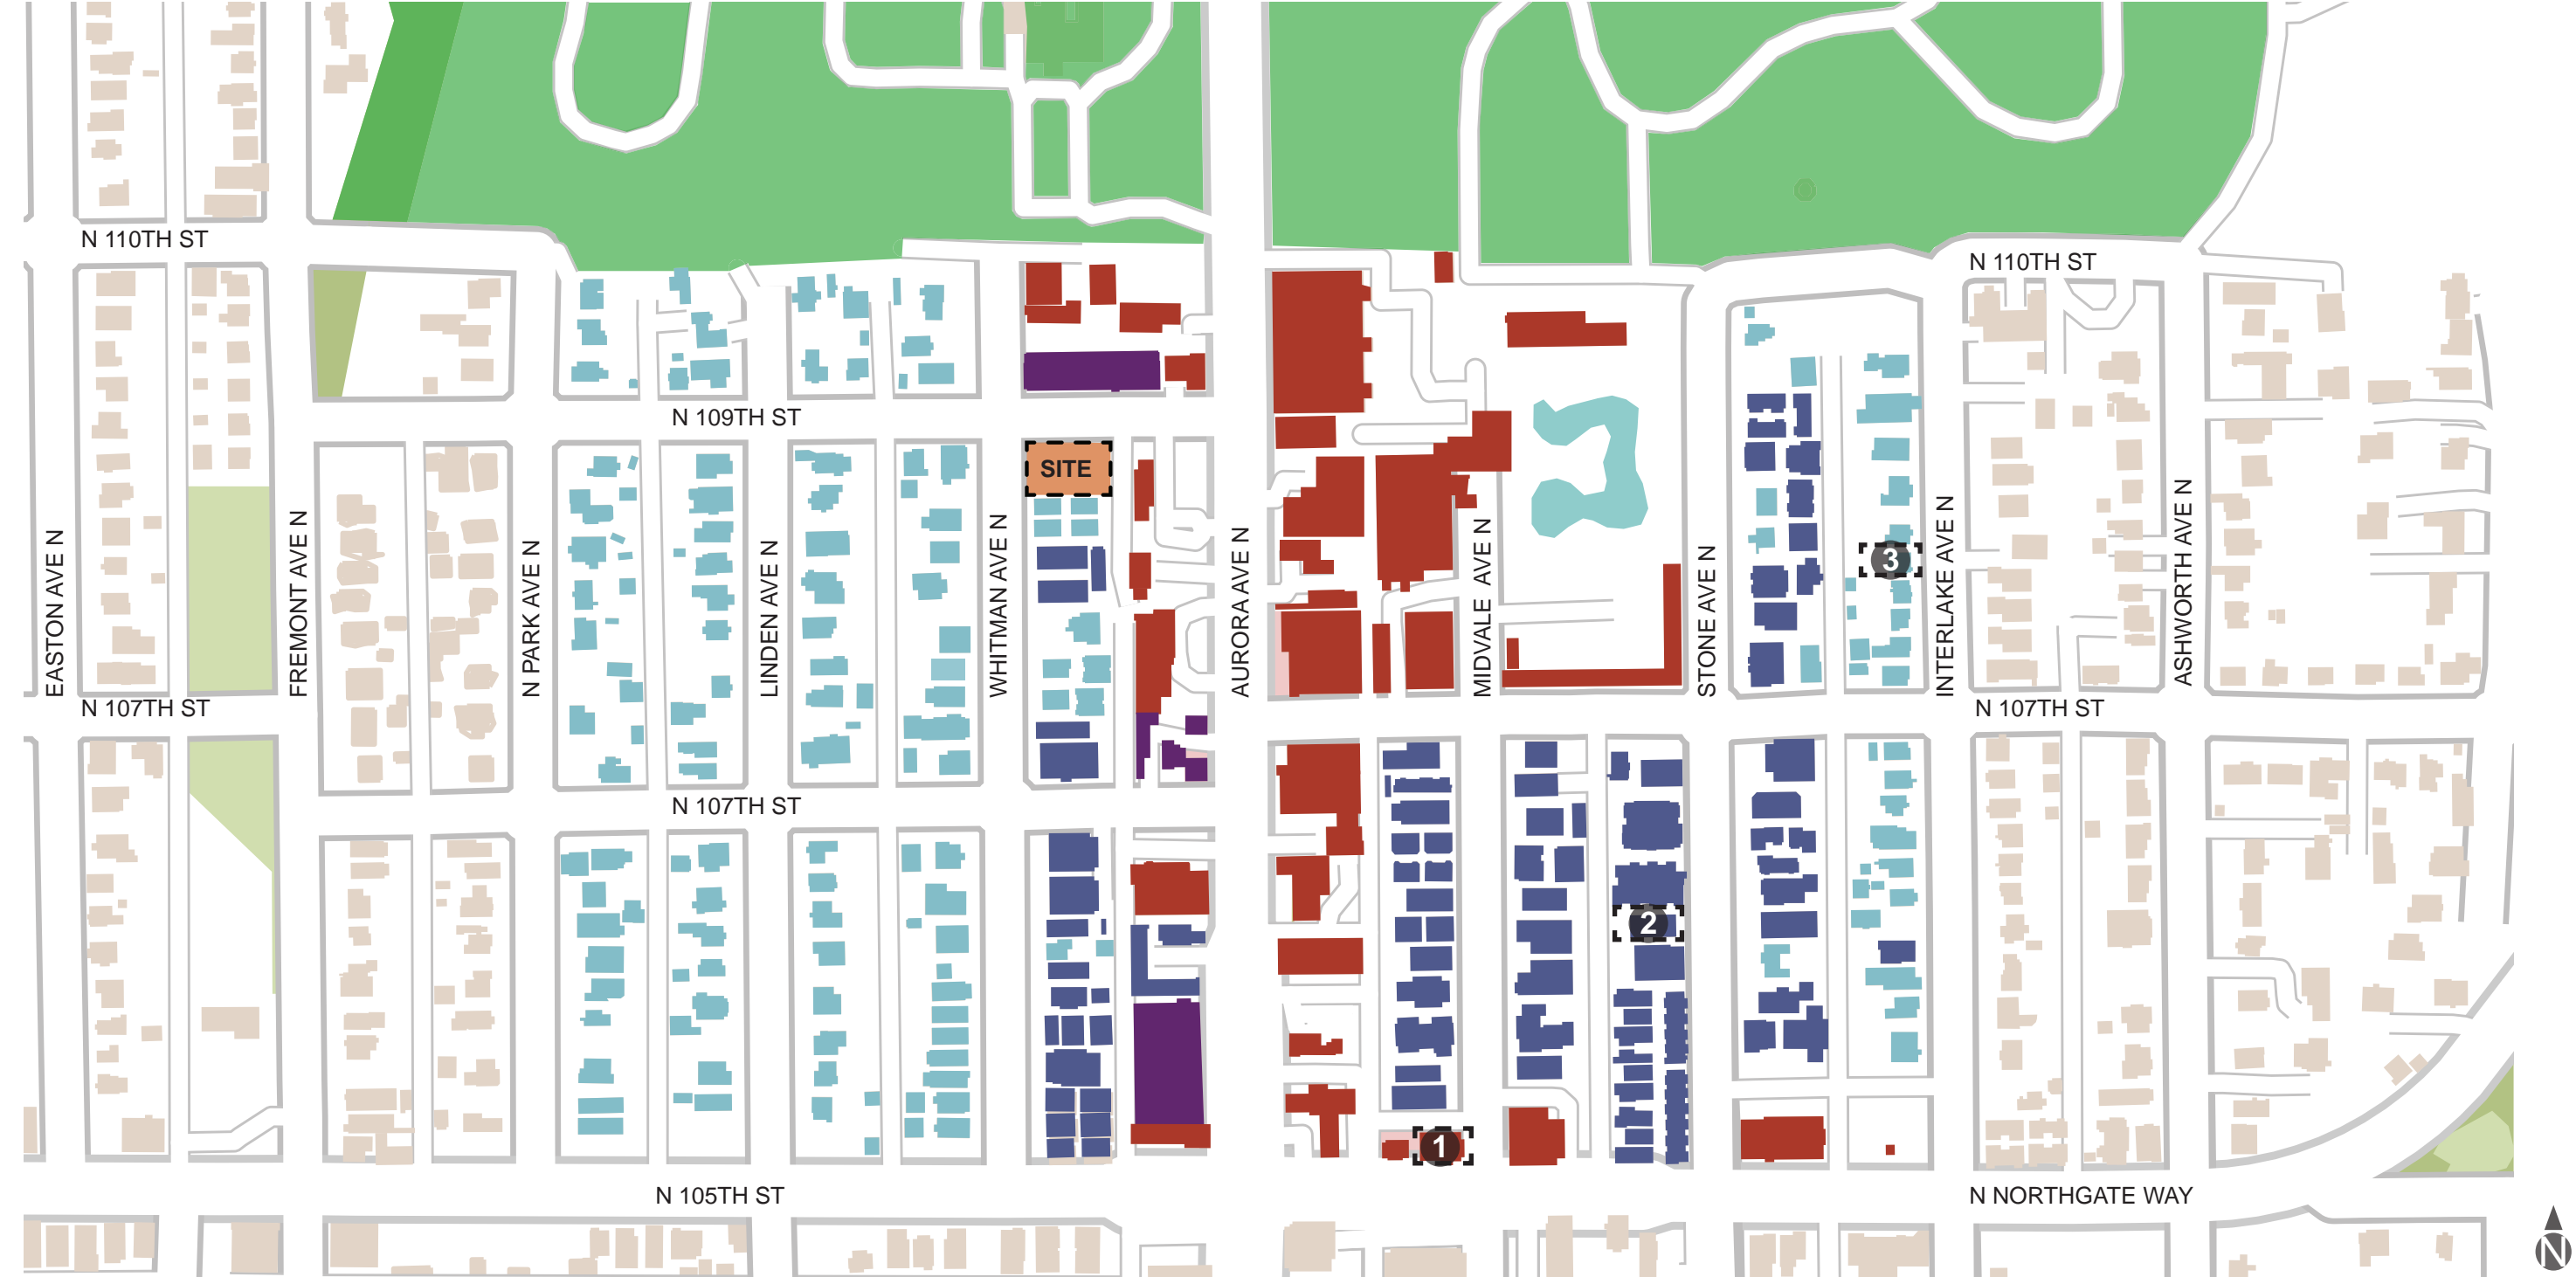 N 110TH ST
N 110TH ST
N 109TH ST
SITE
EASTON AVE N
FREMONT AVE N
N PARK AVE N
LINDEN AVE N
WHITMAN AVE N
AURORA AVE N
MIDVALE AVE N
STONE AVE N
3
INTERLAKE AVE N
ASHWORTH AVE N
N 107TH ST
N 107TH ST
N 107TH ST
2
1
N 105TH ST
N NORTHGATE WAY
N